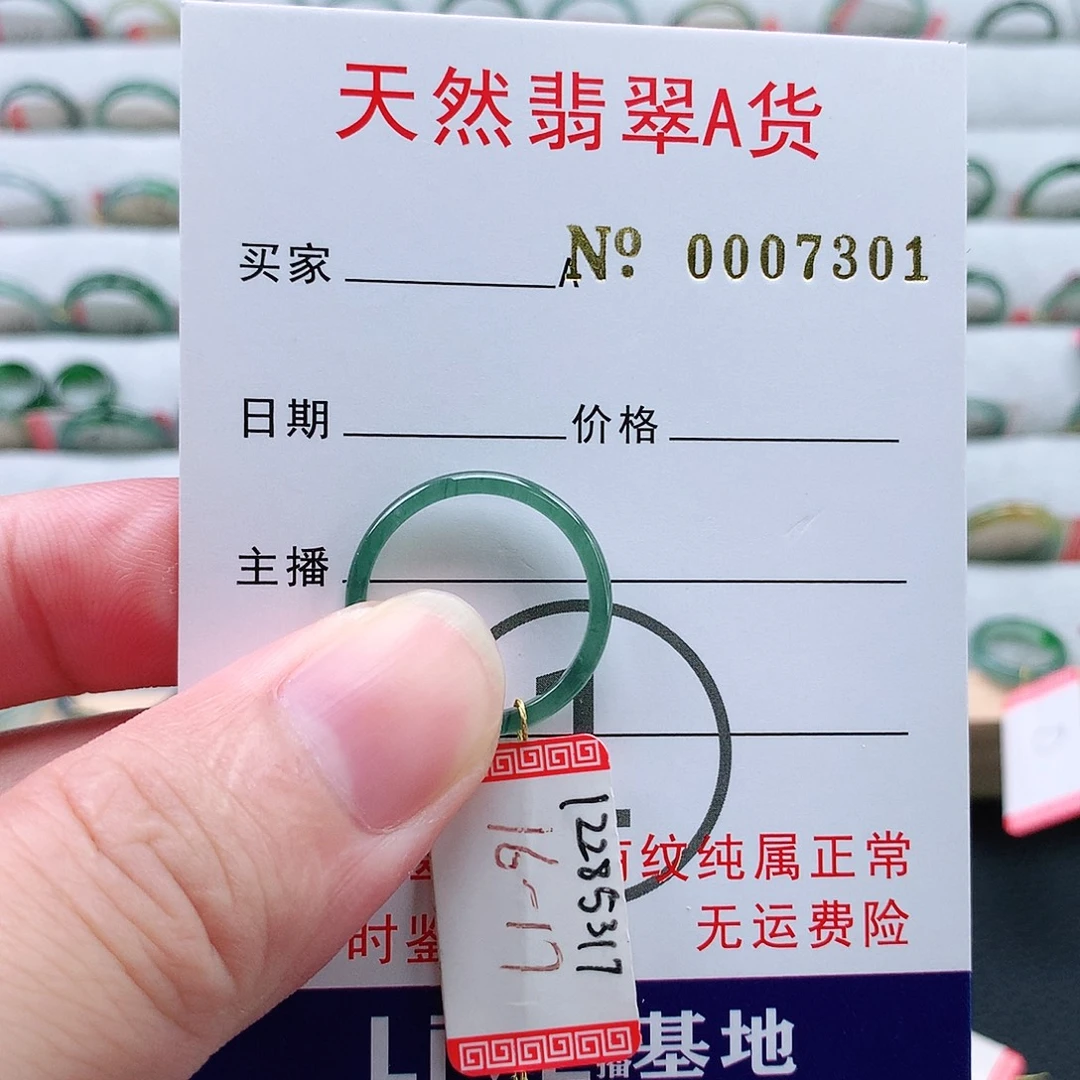 天然翡翠A货
买家 Nº 0007301
日期 价格
主播
纹纯属正常
时鉴 无运费险
基地
12285317
16-17